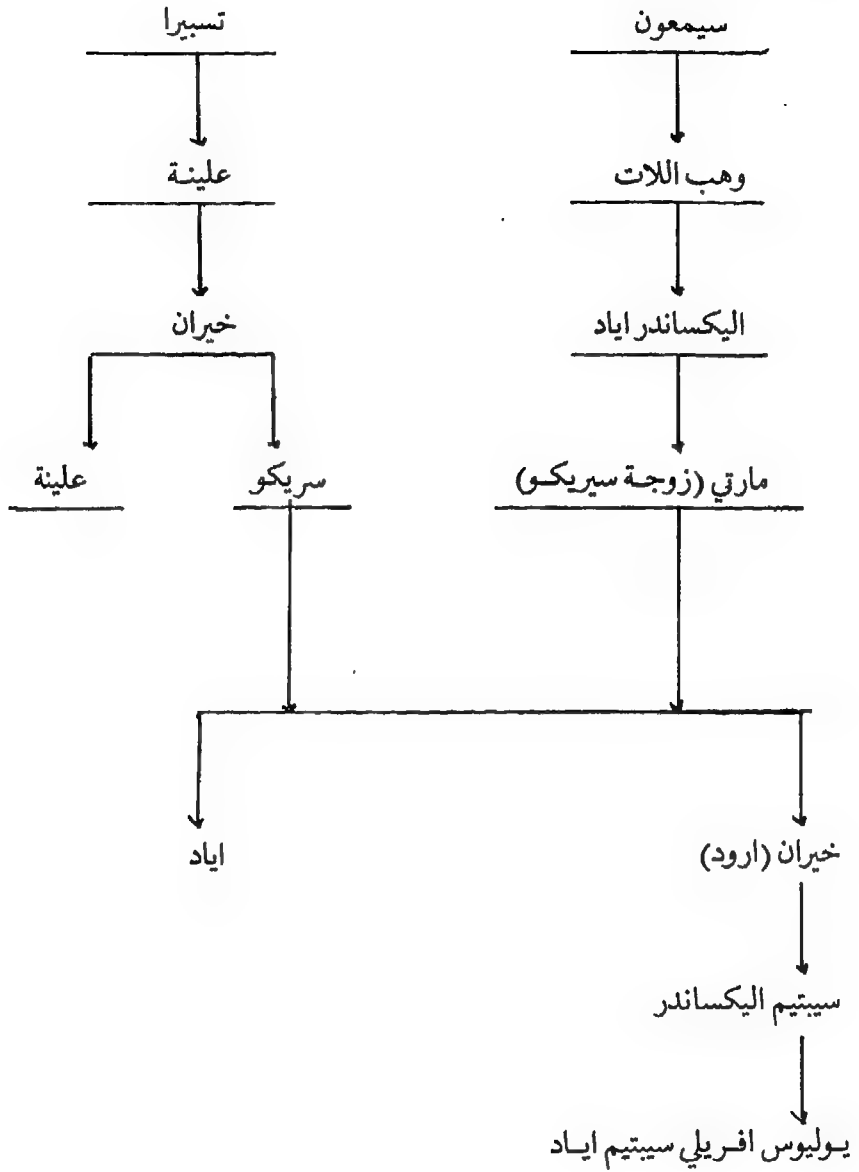 سيمعون
تسبيرا
وهب اللات
علينة
اليكساندر اياد
خيران
مارتي (زوجة سيريكو)
سريكو
علينة
خيران (ارود)
اياد
سيبتيم اليكساندر
يوليوس افريلي سيبتيم اياد